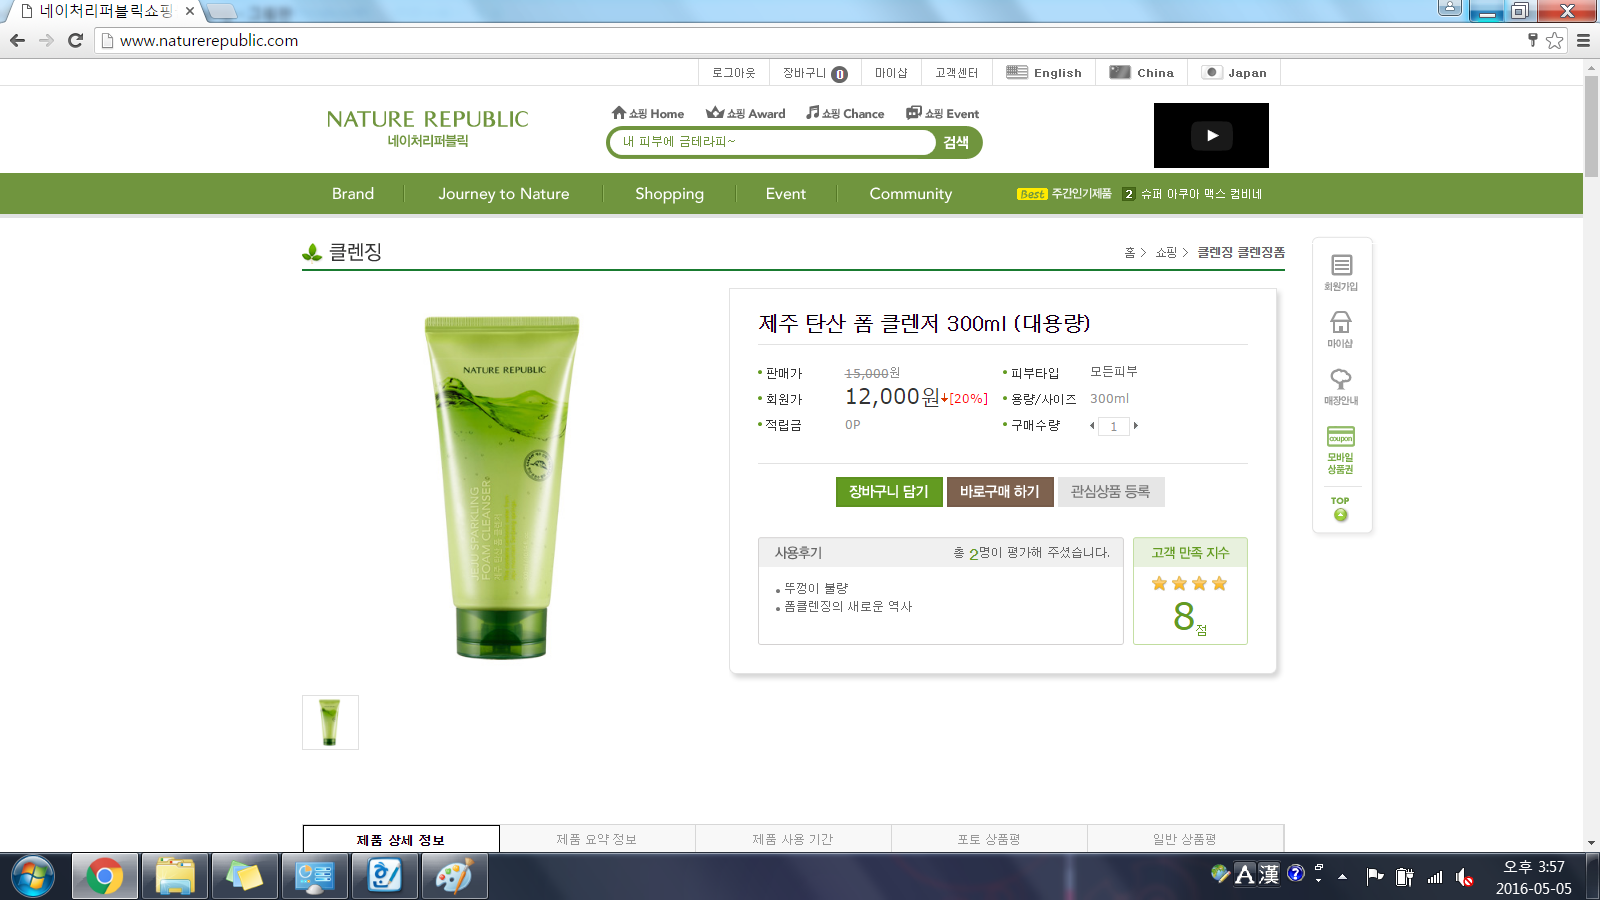 네이처리퍼블릭쇼핑
www.naturerepublic.com
로그아웃 장바구니 0 마이샵 고객센터 English China Japan
쇼핑 Home 쇼핑 Award 쇼핑 Chance 쇼핑 Event
NATURE REPUBLIC
네이처리퍼블릭
내 피부에 금테라피~ 검색
Brand Journey to Nature Shopping Event Community Best 주간인기제품 2 슈퍼 아쿠아 맥스 컴비네
클렌징
홈 > 쇼핑 > 클렌징 클렌징폼
제주 탄산 폼 클렌저 300ml (대용량)
판매가 15,000원 피부타입 모든피부
회원가 12,000원 [20%] 용량/사이즈 300ml
적립금 0P 구매수량 1
장바구니 담기 바로구매 하기 관심상품 등록
사용후기 총 2명이 평가해 주셨습니다.
뚜껑이 불량
폼클렌징의 새로운 역사
고객 만족 지수
8점
NATURE REPUBLIC
JEJU SPARKLING
FOAM CLEANSER
제주 탄산 폼 클렌저
회원가입
마이샵
매장안내
coupon
모바일
상품권
TOP
제품 상세 정보 제품 요약 정보 제품 사용 기간 포토 상품평 일반 상품평
A 漢 ?
오후 3:57
2016-05-05